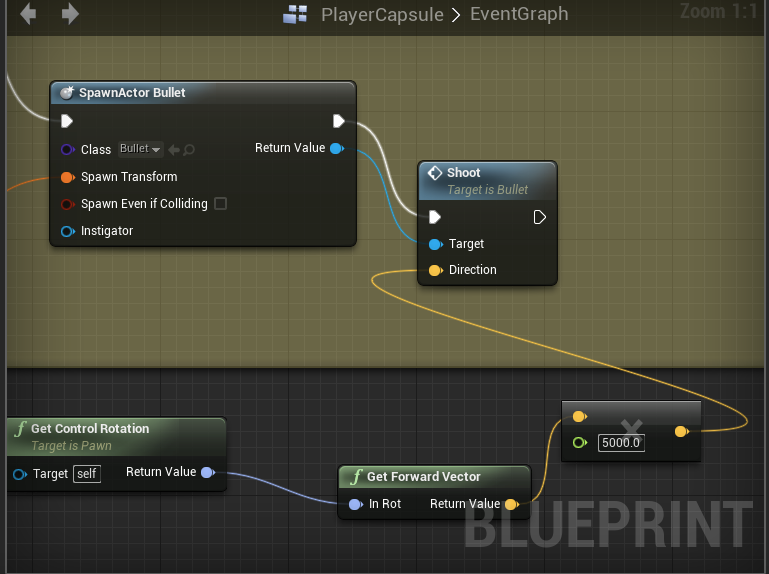 PlayerCapsule > EventGraph
Zoom 1:1
SpawnActor Bullet
Class Bullet
Return Value
Spawn Transform
Spawn Even if Colliding
Instigator
Shoot
Target is Bullet
Target
Direction
5000.0
f Get Control Rotation
Target is Pawn
Target self
Return Value
f Get Forward Vector
In Rot
Return Value
BLUEPRINT